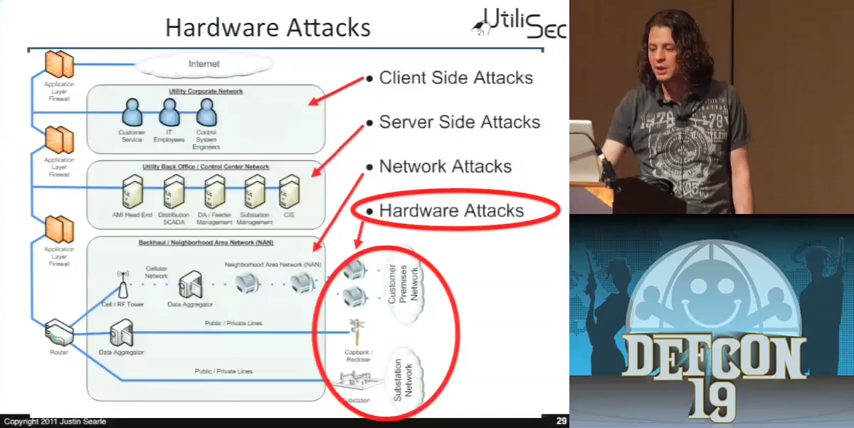 Hardware Attacks
UtiliSec
Internet
Application
Layer
Firewall
Utility Corporate Network
Customer
Service
IT
Employees
Control
System
Engineers
Application
Layer
Firewall
Utility Back Office / Control Center Network
AMI Head End
Distribution
SCADA
DA / Feeder
Management
Substation
Management
CIS
Application
Layer
Firewall
Backhaul / Neighborhood Area Network (NAN)
Cellular
Network
Neighborhood Area Network (NAN)
Cell / RF Tower
Data Aggregator
Public / Private Lines
Router
Data Aggregator
Capbank /
Recloser
Public / Private Lines
Substation
Customer
Premises
Network
Substation
Network
• Client Side Attacks
• Server Side Attacks
• Network Attacks
• Hardware Attacks
Copyright 2011 Justin Searle
29
DEFCON
19